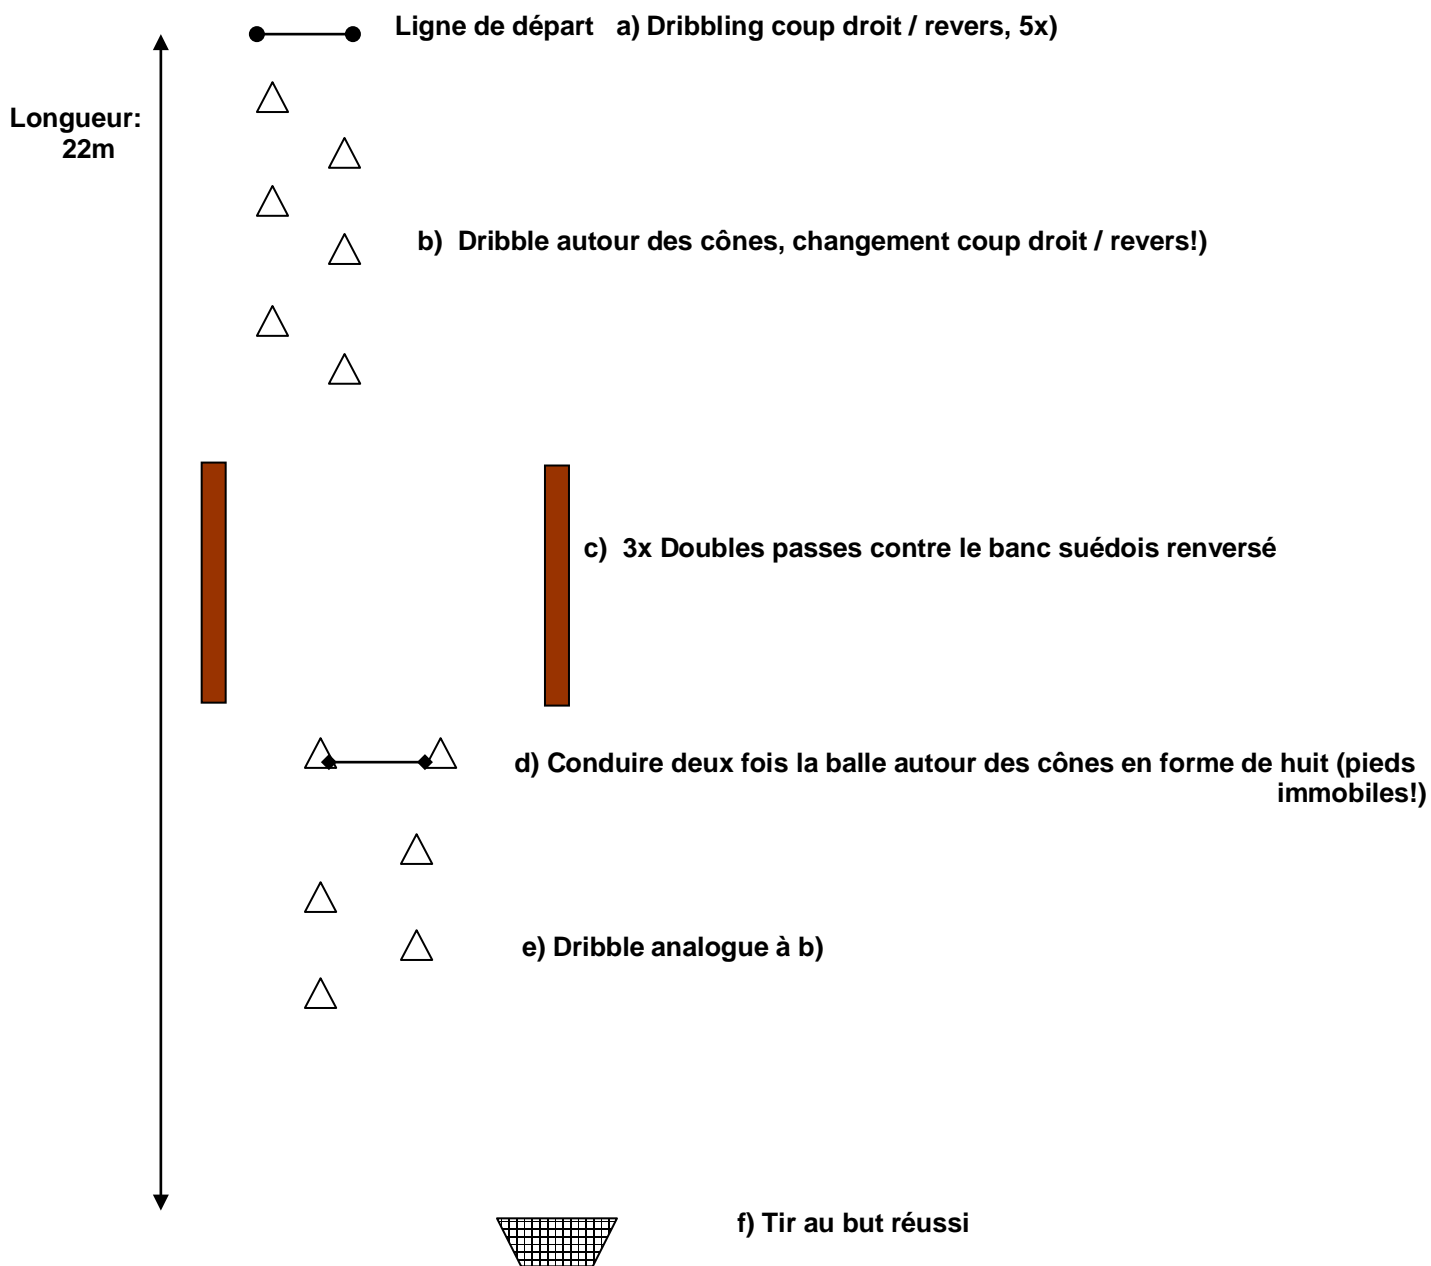 Ligne de départ a) Dribbling coup droit / revers, 5x)
Longueur:
22m
b) Dribble autour des cônes, changement coup droit / revers!)
c) 3x Doubles passes contre le banc suédois renversé
d) Conduire deux fois la balle autour des cônes en forme de huit (pieds
immobiles!)
e) Dribble analogue à b)
f) Tir au but réussi